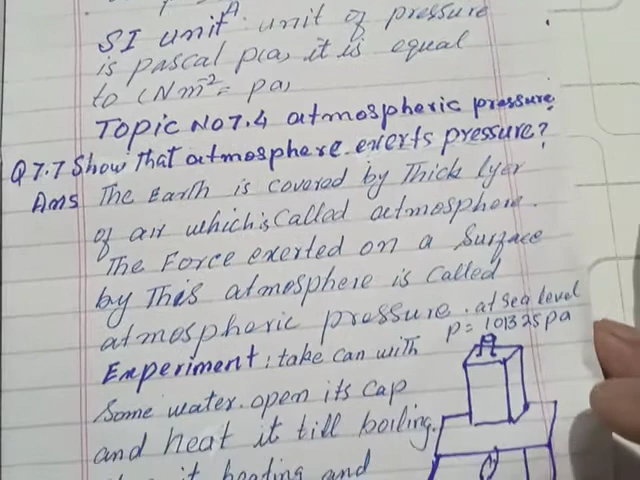 SI unit unit of pressure
is pascal p(a) it is equal
to (Nm⁻² = pa)
Topic No 7.4 atmospheric pressure
Q 7.7 Show That atmosphere exerts pressure?
Ans The Earth is covered by Thick lyer
of air which is Called atmosphere.
The Force exerted on a Surface
by This atmosphere is called
atmospheric pressure. at sea level
p = 101325 pa
Experiment: take can with
Some water. open its cap
and heat it till boiling.
it heating and